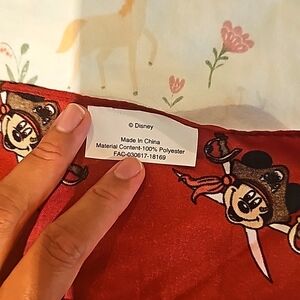 © Disney
Made In China
Material Content-100% Polyester
FAC-030617-18169